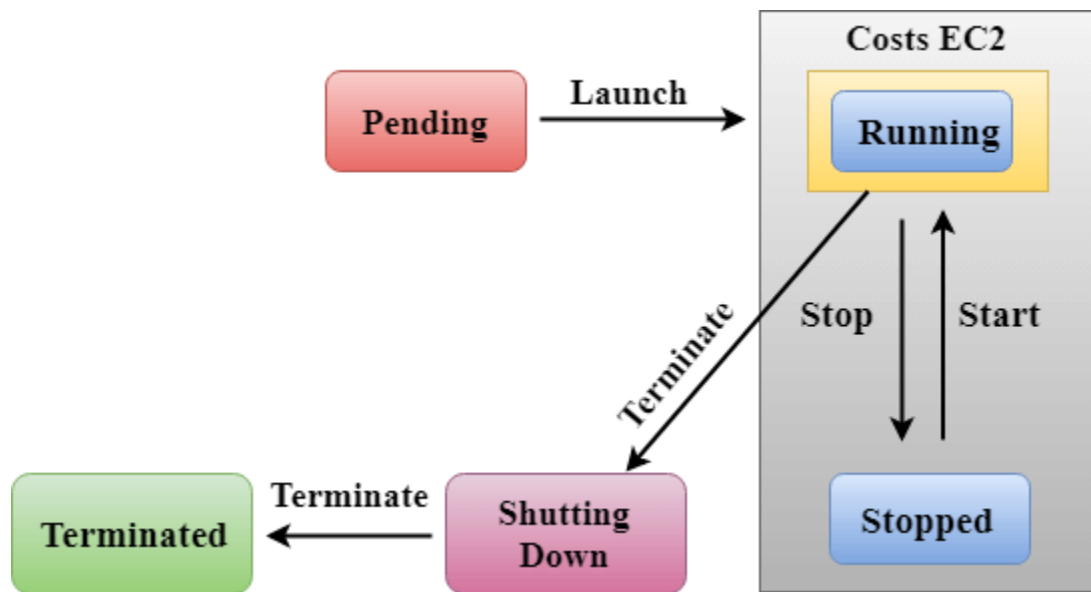 Costs EC2
Pending
Launch
Running
Terminate
Stop
Start
Terminated
Terminate
Shutting
Down
Stopped